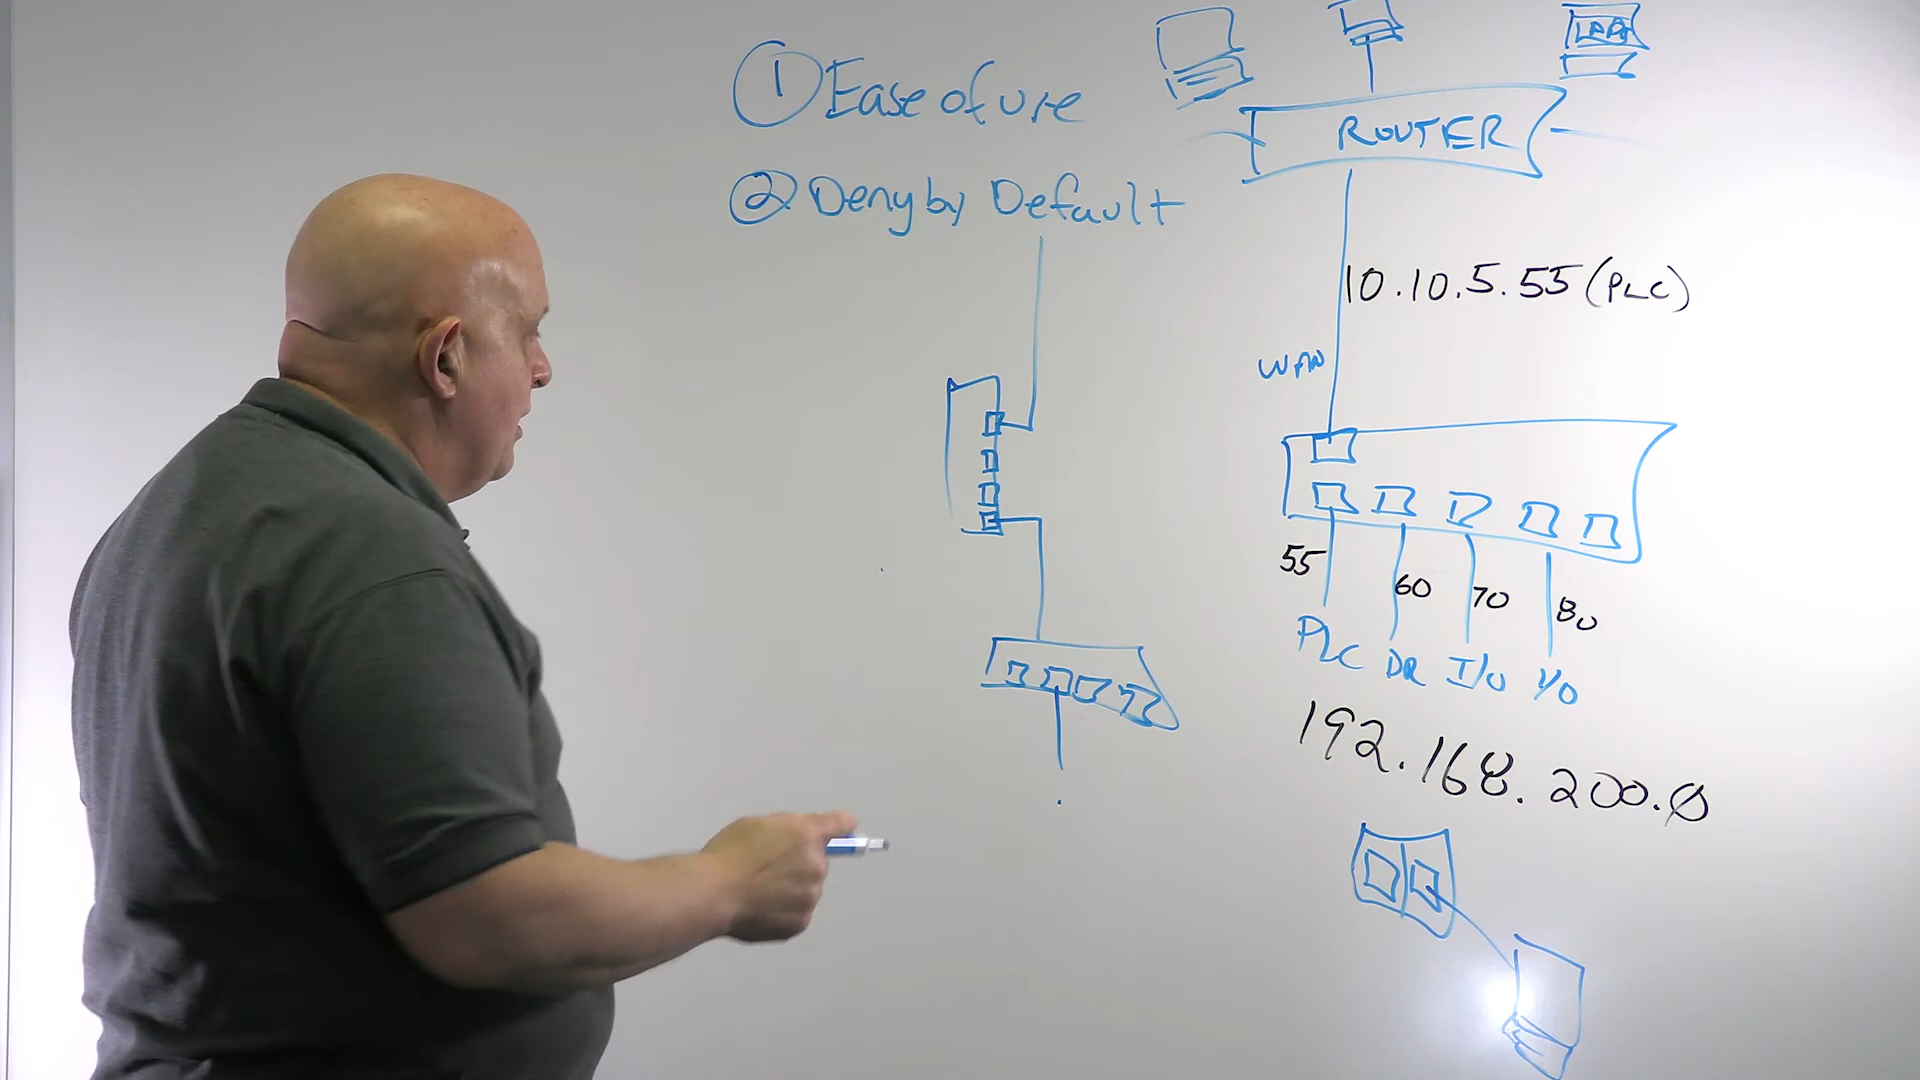 ① Ease of use
② Deny by Default
LAPT
ROUTER
10.10.5.55 (PLC)
WAN
55
60
70
80
PLC
DR
I/O
I/O
192.168.200.0